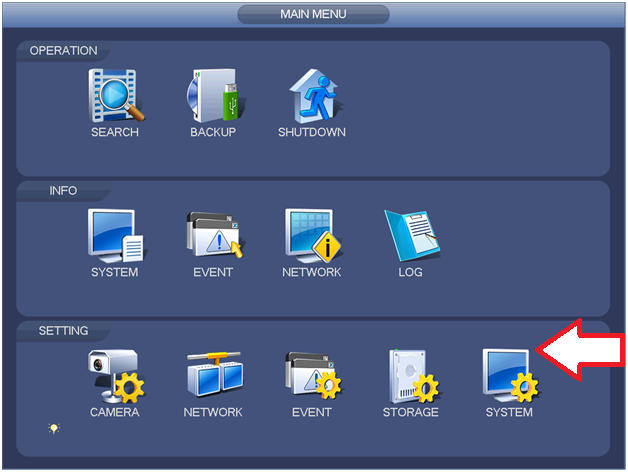 MAIN MENU
OPERATION
SEARCH BACKUP SHUTDOWN
INFO
SYSTEM EVENT NETWORK LOG
SETTING
CAMERA NETWORK EVENT STORAGE SYSTEM